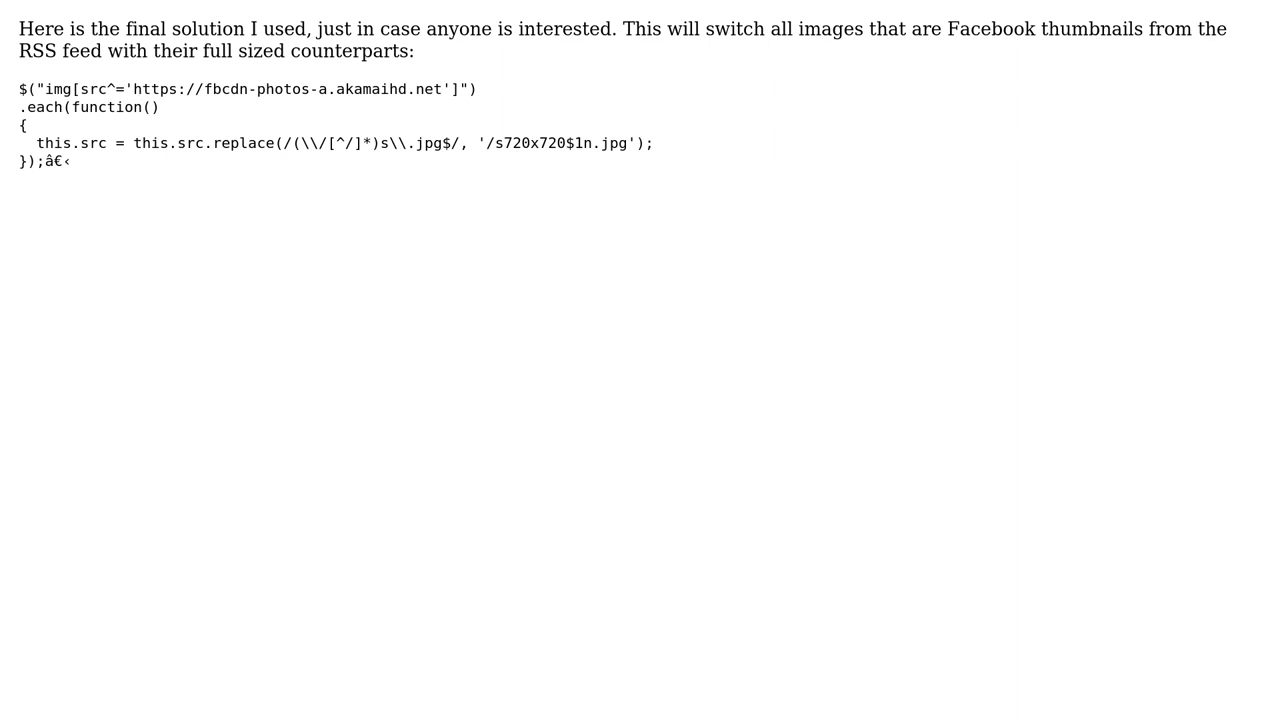 Here is the final solution I used, just in case anyone is interested. This will switch all images that are Facebook thumbnails from the
RSS feed with their full sized counterparts:
$("img[src^='https://fbcdn-photos-a.akamaihd.net']")
.each(function()
{
  this.src = this.src.replace(/(\\/[^/]*)s\\.jpg$/, '/s720x720$1n.jpg');
});â€‹